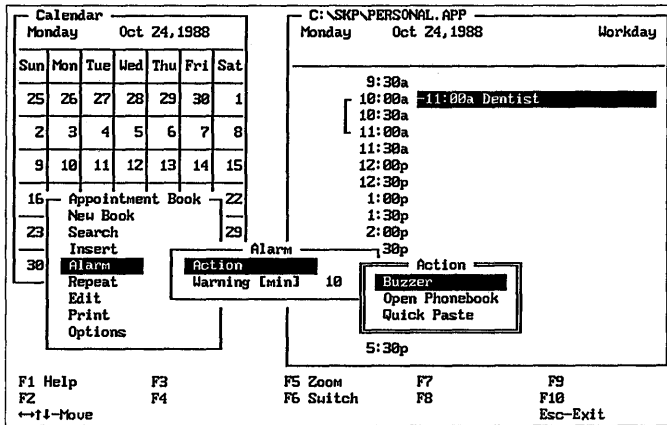 Calendar
Monday Oct 24,1988
Sun Mon Tue Wed Thu Fri Sat
25 26 27 28 29 30 1
2 3 4 5 6 7 8
9 10 11 12 13 14 15
16 22
23 29
30
Appointment Book
New Book
Search
Insert
Alarm
Repeat
Edit
Print
Options
Alarm
Action
Warning [min] 10
Action
Buzzer
Open Phonebook
Quick Paste
C:\SKP\PERSONAL.APP
Monday Oct 24,1988 Workday
9:30a
10:00a -11:00a Dentist
10:30a
11:00a
11:30a
12:00p
12:30p
1:00p
1:30p
2:00p
30p
5:30p
F1 Help F3 F5 Zoom F7 F9
F2 F4 F6 Switch F8 F10
↔↑↓-Move Esc-Exit